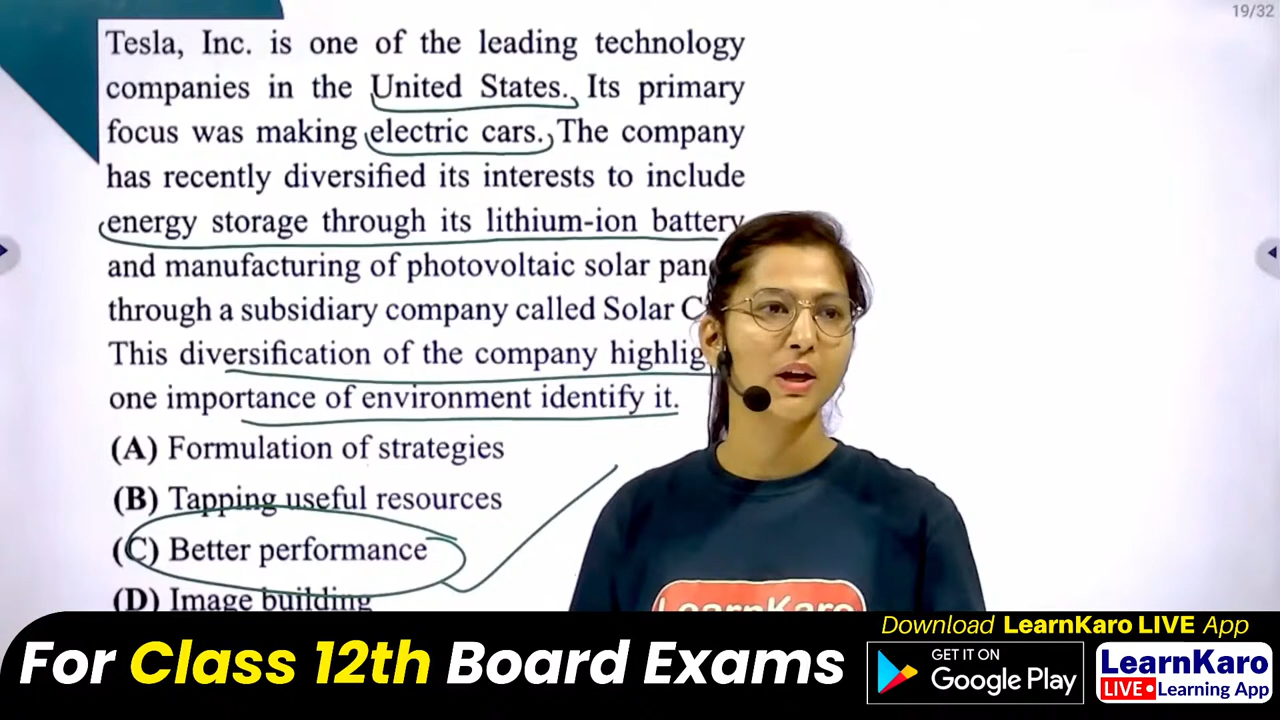 19/32
Tesla, Inc. is one of the leading technology
companies in the United States. Its primary
focus was making electric cars. The company
has recently diversified its interests to include
energy storage through its lithium-ion battery
and manufacturing of photovoltaic solar
through a subsidiary company called Solar
This diversification of the company
one importance of environment identify it.
(A) Formulation of strategies
(B) Tapping useful resources
(C) Better performance
(D) Image building
LearnKaro
Download LearnKaro LIVE App
For Class 12th Board Exams
GET IT ON
Google Play
LearnKaro
LIVE Learning App